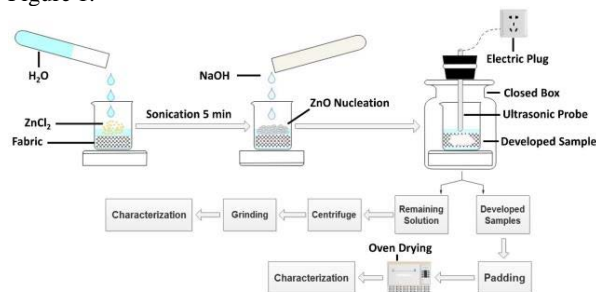 Figure 1.
H₂O
ZnCl₂
Fabric
Sonication 5 min
NaOH
ZnO Nucleation
Electric Plug
Closed Box
Ultrasonic Probe
Developed Sample
Characterization
Grinding
Centrifuge
Remaining
Solution
Developed
Samples
Oven Drying
Characterization
Padding